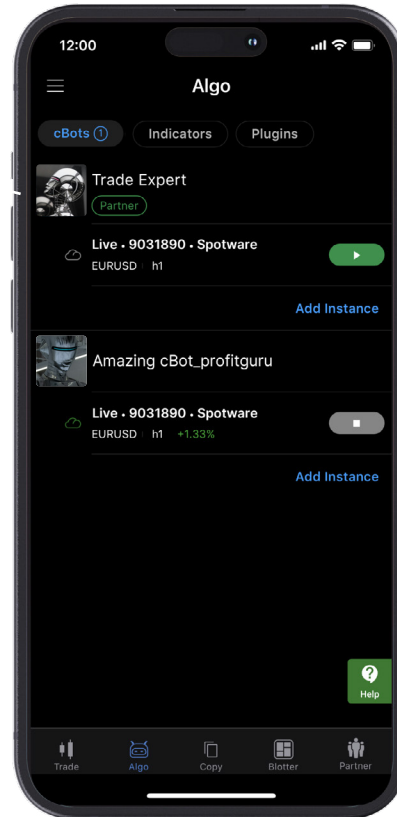 12:00
Algo
cBots 1 Indicators Plugins
Trade Expert
Partner
Live • 9031890 • Spotware
EURUSD h1
Add Instance
Amazing cBot_profitguru
Live • 9031890 • Spotware
EURUSD h1 +1.33%
Add Instance
Help
Trade Algo Copy Blotter Partner